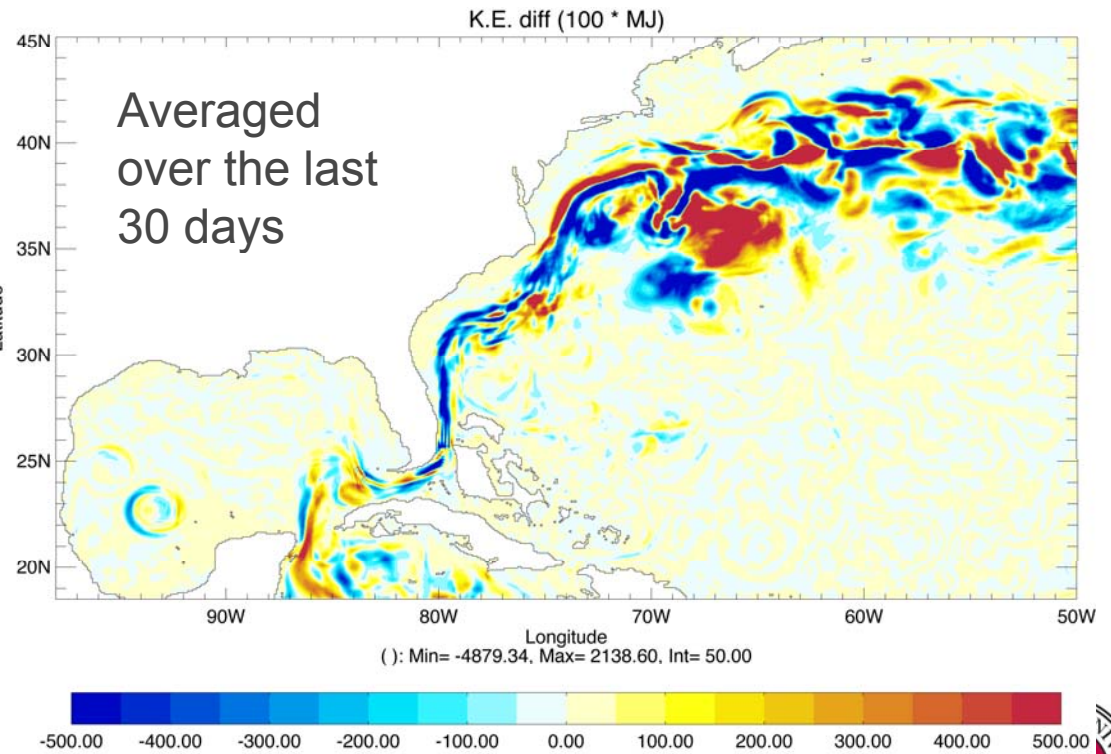 K.E. diff (100 * MJ)
45N
Averaged
over the last
30 days
40N
35N
Latitude
30N
25N
20N
90W
80W
70W
60W
50W
Longitude
( ): Min= -4879.34, Max= 2138.60, Int= 50.00
-500.00
-400.00
-300.00
-200.00
-100.00
0.00
100.00
200.00
300.00
400.00
500.00